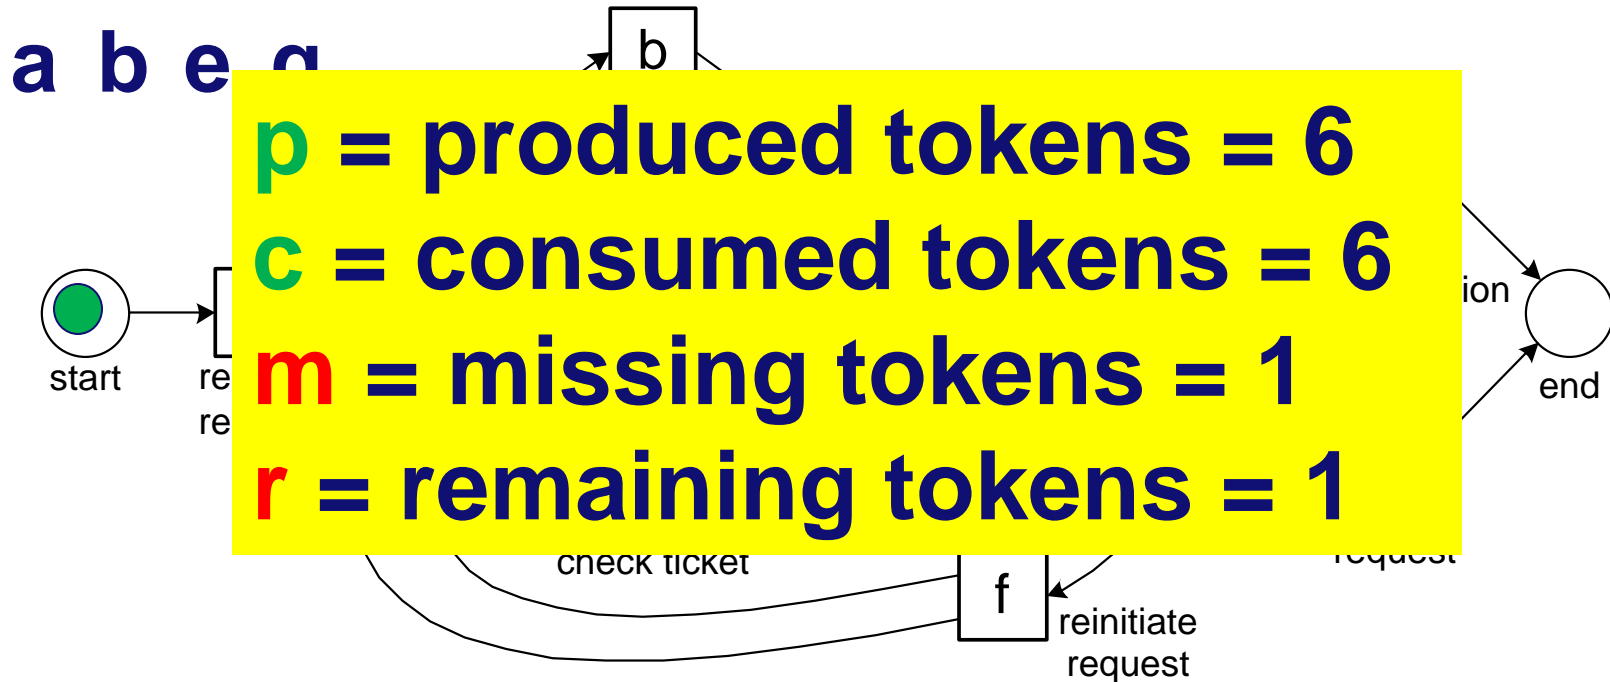 b
a b e
p = produced tokens = 6
c = consumed tokens = 6
ion
m = missing tokens = 1
start
re
end
re
r = remaining tokens = 1
check ticket
request
f
reinitiate
request